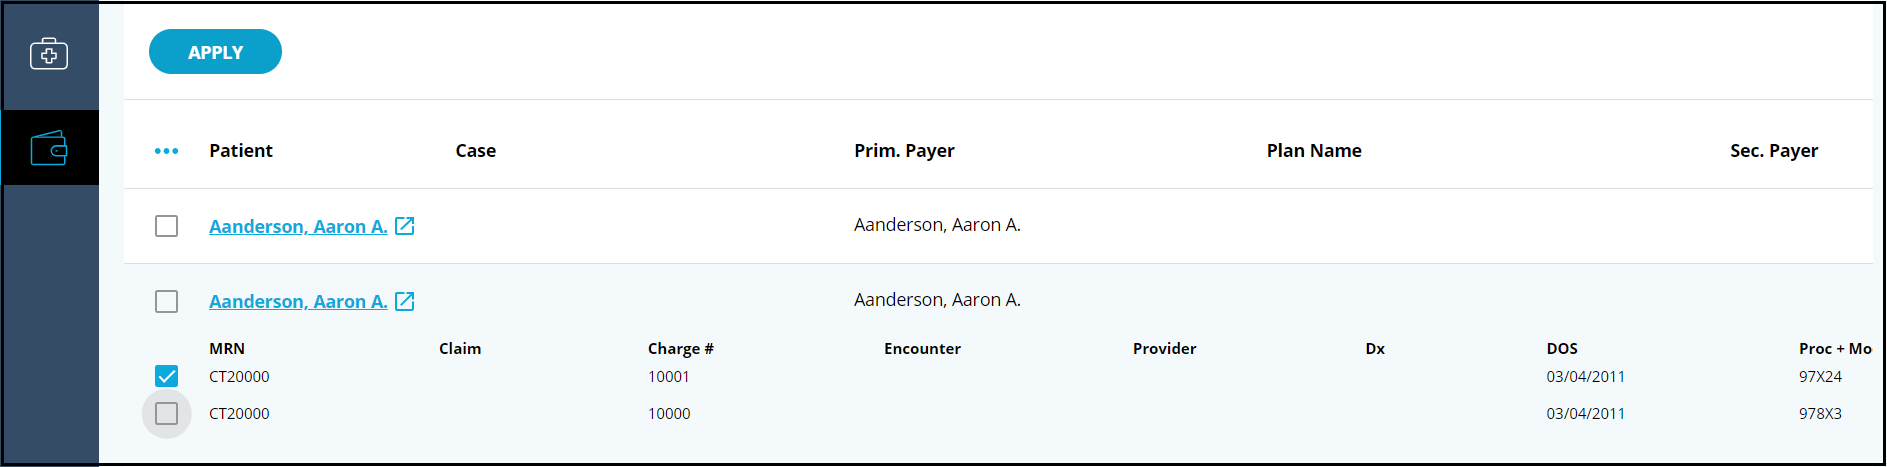 APPLY
Patient Case Prim. Payer Plan Name Sec. Payer
Aanderson, Aaron A. Aanderson, Aaron A.
Aanderson, Aaron A. Aanderson, Aaron A.
MRN Claim Charge # Encounter Provider Dx DOS Proc + Mo
CT20000 10001 03/04/2011 97X24
CT20000 10000 03/04/2011 978X3